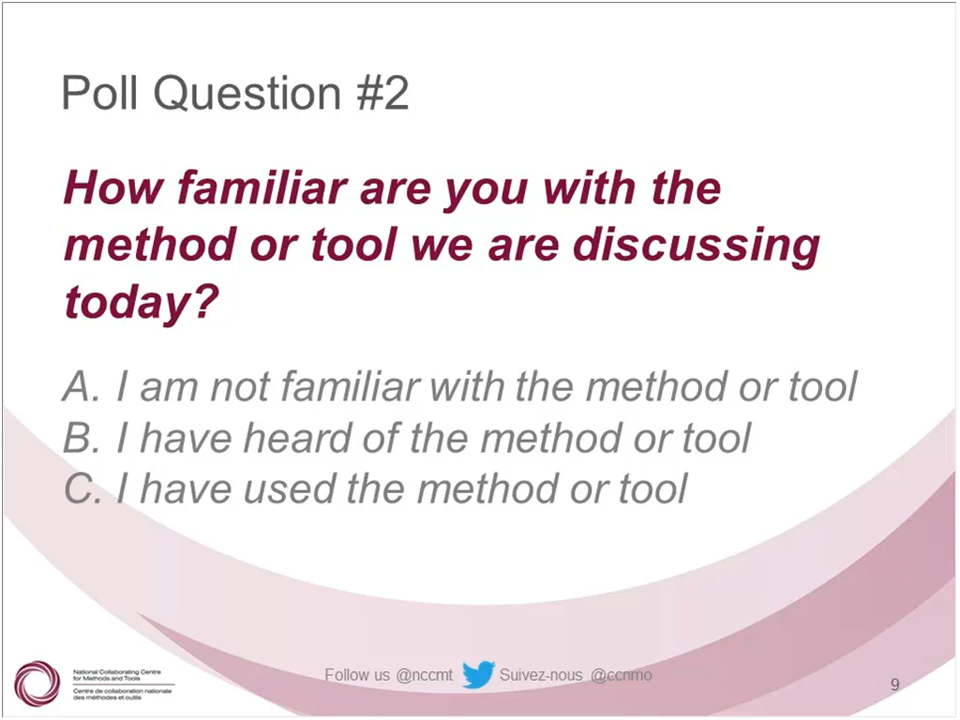 Poll Question #2
How familiar are you with the
method or tool we are discussing
today?
A. I am not familiar with the method or tool
B. I have heard of the method or tool
C. I have used the method or tool
National Collaborating Centre
for Methods and Tools
Centre de collaboration nationale
des méthodes et outils
Follow us @nccmt Suivez-nous @ccnmo
9